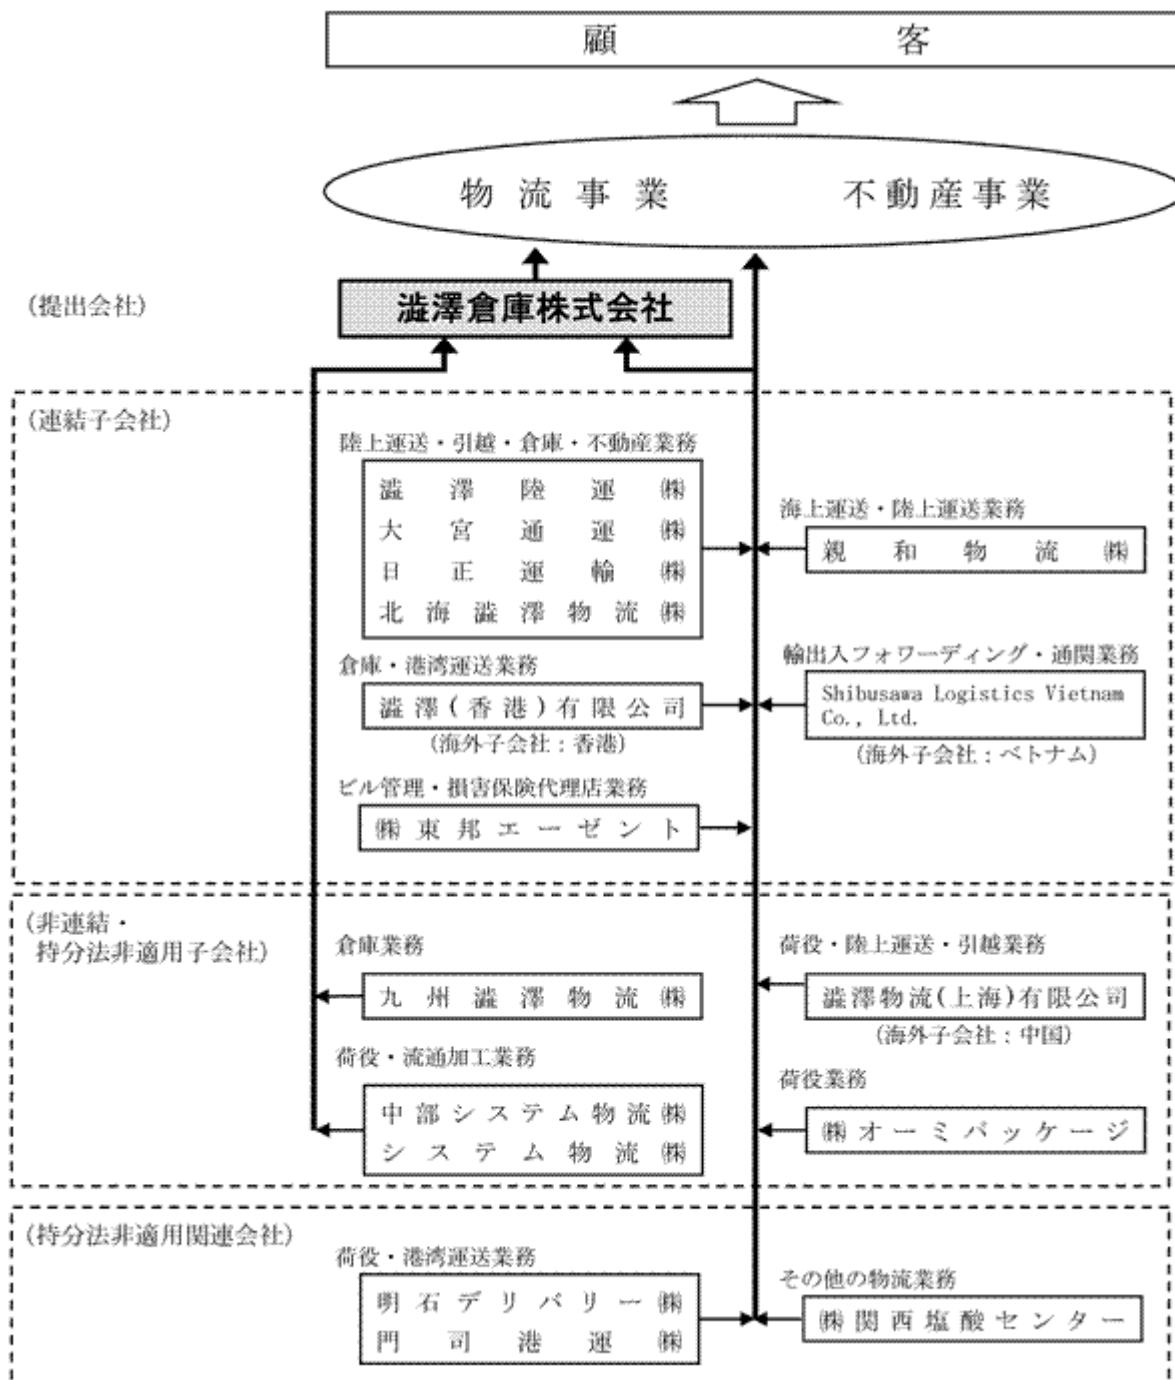 顧客
物流事業 不動産事業
(提出会社)
澁澤倉庫株式会社
(連結子会社)
陸上運送・引越・倉庫・不動産業務
澁澤陸運㈱
大宮通運㈱
日正運輸㈱
北海澁澤物流㈱
海上運送・陸上運送業務
親和物流㈱
倉庫・港湾運送業務
澁澤(香港)有限公司
(海外子会社：香港)
輸出入フォワーディング・通関業務
Shibusawa Logistics Vietnam
Co., Ltd.
(海外子会社：ベトナム)
ビル管理・損害保険代理店業務
㈱東邦エーゼント
(非連結・
持分法非適用子会社)
倉庫業務
九州澁澤物流㈱
荷役・陸上運送・引越業務
澁澤物流(上海)有限公司
(海外子会社：中国)
荷役・流通加工業務
中部システム物流㈱
システム物流㈱
荷役業務
㈱オーミパッケージ
(持分法非適用関連会社)
荷役・港湾運送業務
明石デリバリー㈱
門司港運㈱
その他の物流業務
㈱関西塩酸センター